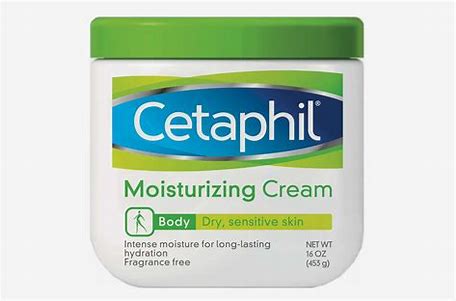 Cetaphil®
Moisturizing Cream
Body Dry, sensitive skin
Intense moisture for long-lasting
hydration
Fragrance free
NET WT
16 OZ
(453 g)